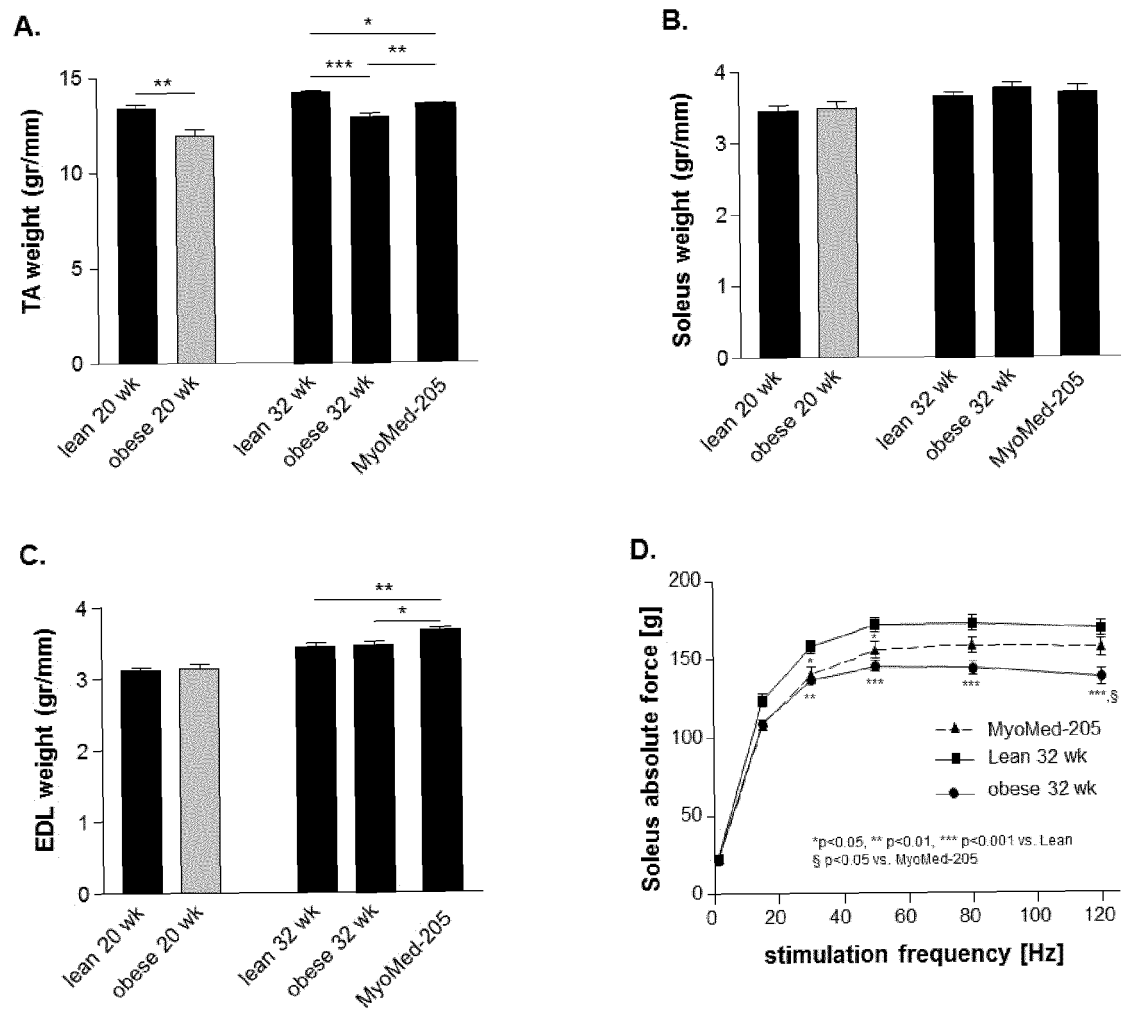 A.
TA weight (gr/mm)
15
10
5
0
**
***
*
**
lean 20 wk
obese 20 wk
lean 32 wk
obese 32 wk
MyoMed-205
B.
Soleus weight (gr/mm)
4
3
2
1
0
lean 20 wk
obese 20 wk
lean 32 wk
obese 32 wk
MyoMed-205
C.
EDL weight (gr/mm)
4
3
2
1
0
**
*
lean 20 wk
obese 20 wk
lean 32 wk
obese 32 wk
MyoMed-205
D.
Soleus absolute force [g]
200
150
100
50
0
*
*
**
***
***
***,§
MyoMed-205
Lean 32 wk
obese 32 wk
*p<0.05, ** p<0.01, *** p<0.001 vs. Lean
§ p<0.05 vs. MyoMed-205
0 20 40 60 80 100 120
stimulation frequency [Hz]